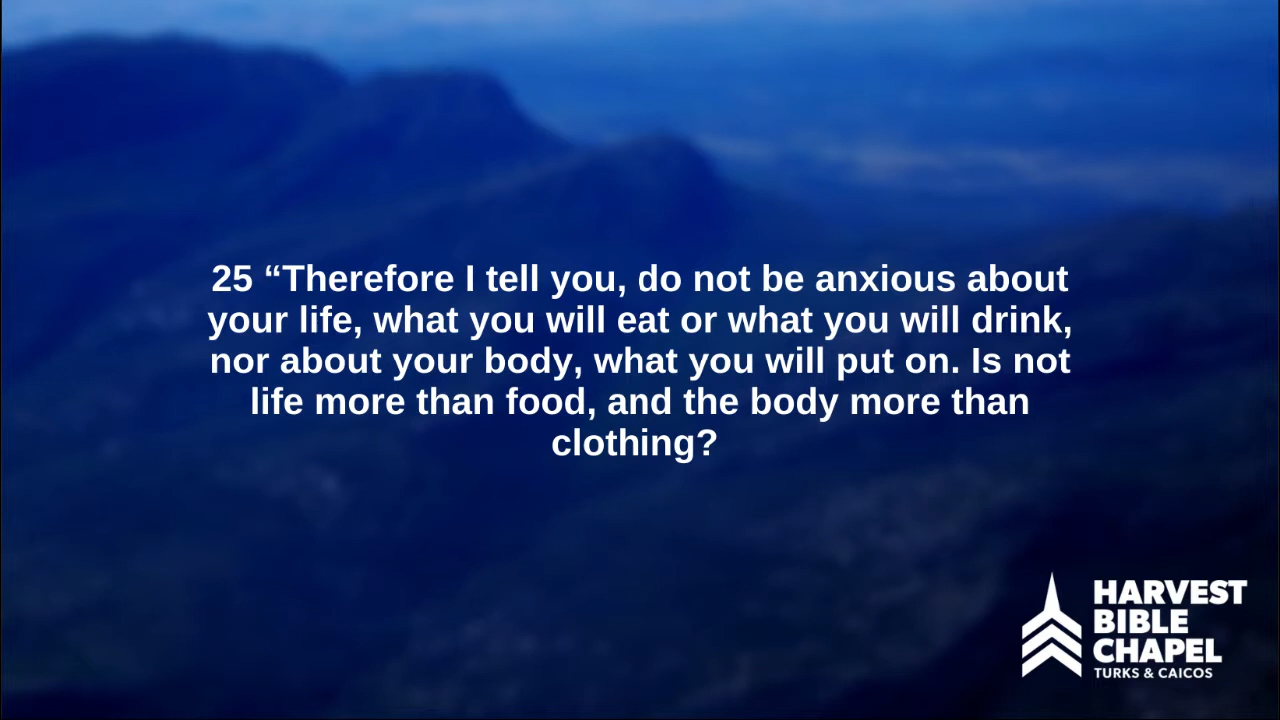 25 “Therefore I tell you, do not be anxious about
your life, what you will eat or what you will drink,
nor about your body, what you will put on. Is not
life more than food, and the body more than
clothing?
HARVEST
BIBLE
CHAPEL
TURKS & CAICOS